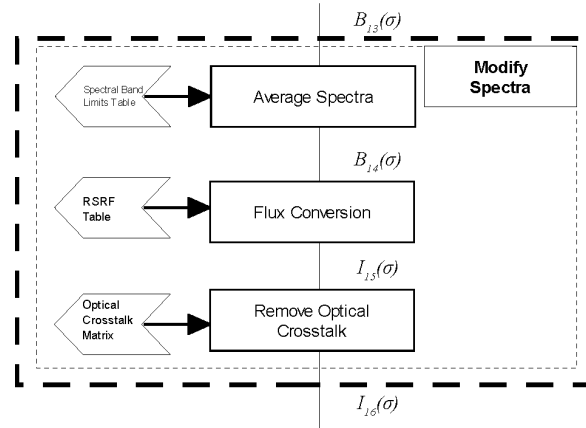 B13(σ)
Modify
Spectra
Spectral Band
Limits Table
Average Spectra
B14(σ)
RSRF
Table
Flux Conversion
I15(σ)
Optical
Crosstalk
Matrix
Remove Optical
Crosstalk
I16(σ)